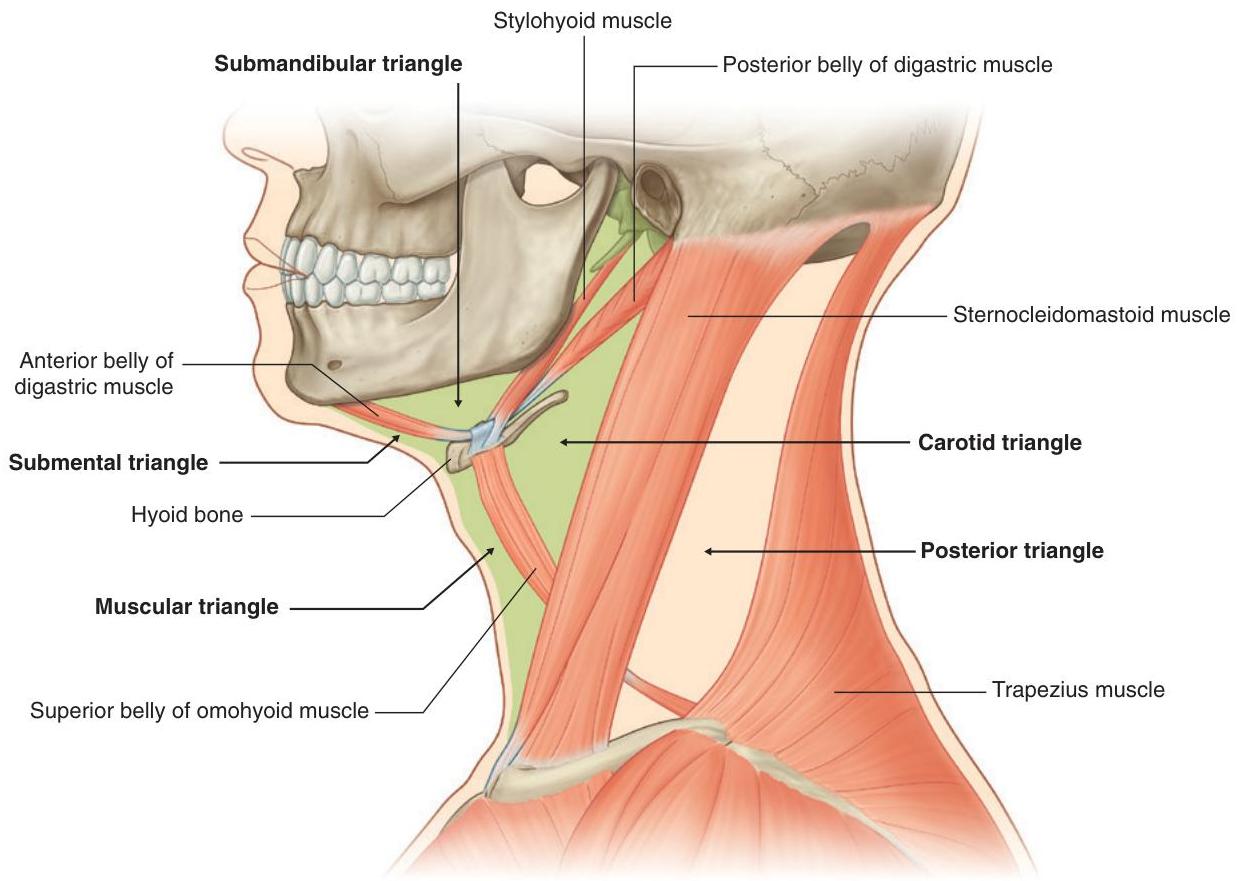 Stylohyoid muscle
Submandibular triangle
Posterior belly of digastric muscle
Sternocleidomastoid muscle
Anterior belly of
digastric muscle
Carotid triangle
Submental triangle
Hyoid bone
Posterior triangle
Muscular triangle
Trapezius muscle
Superior belly of omohyoid muscle